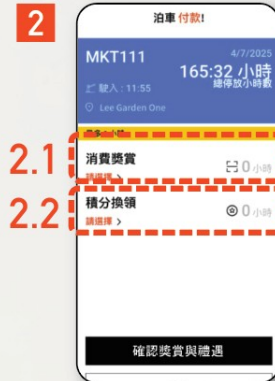 2
泊車 付款!
MKT111
4/7/2025
165:32 小時
總停放小時數
駛入 : 11:55
Lee Garden One
2.1
消費獎賞
0 小時
請選擇 >
2.2
積分換領
0 小時
請選擇 >
確認獎賞與禮遇